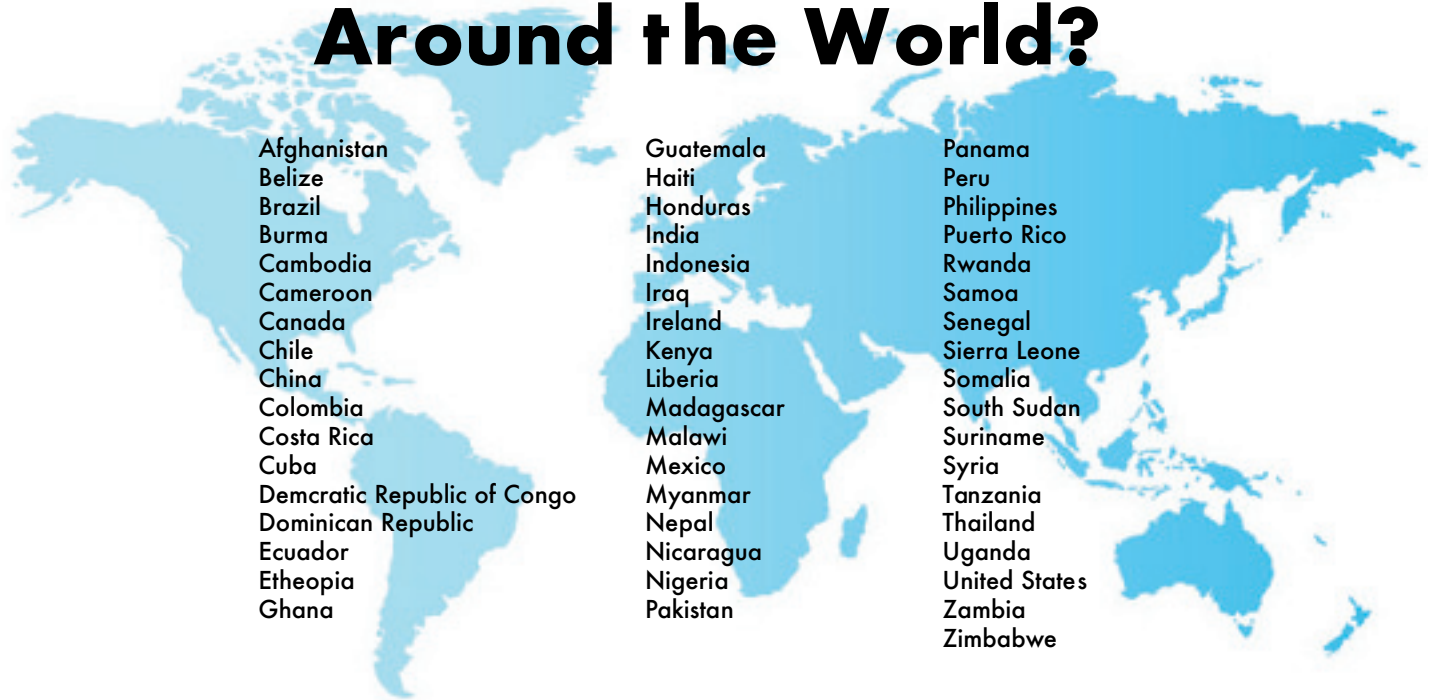 Around the World?
Afghanistan
Belize
Brazil
Burma
Cambodia
Cameroon
Canada
Chile
China
Colombia
Costa Rica
Cuba
Demcratic Republic of Congo
Dominican Republic
Ecuador
Etheopia
Ghana
Guatemala
Haiti
Honduras
India
Indonesia
Iraq
Ireland
Kenya
Liberia
Madagascar
Malawi
Mexico
Myanmar
Nepal
Nicaragua
Nigeria
Pakistan
Panama
Peru
Philippines
Puerto Rico
Rwanda
Samoa
Senegal
Sierra Leone
Somalia
South Sudan
Suriname
Syria
Tanzania
Thailand
Uganda
United States
Zambia
Zimbabwe